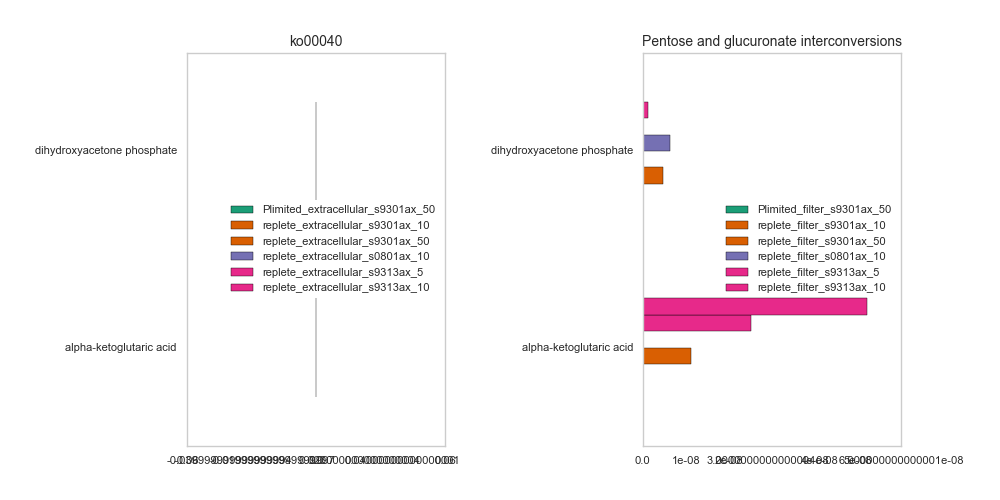 ko00040
Pentose and glucuronate interconversions
dihydroxyacetone phosphate
dihydroxyacetone phosphate
Plimited_extracellular_s9301ax_50
replete_extracellular_s9301ax_10
replete_extracellular_s9301ax_50
replete_extracellular_s0801ax_10
replete_extracellular_s9313ax_5
replete_extracellular_s9313ax_10
Plimited_filter_s9301ax_50
replete_filter_s9301ax_10
replete_filter_s9301ax_50
replete_filter_s0801ax_10
replete_filter_s9313ax_5
replete_filter_s9313ax_10
alpha-ketoglutaric acid
alpha-ketoglutaric acid
0.0
1e-08